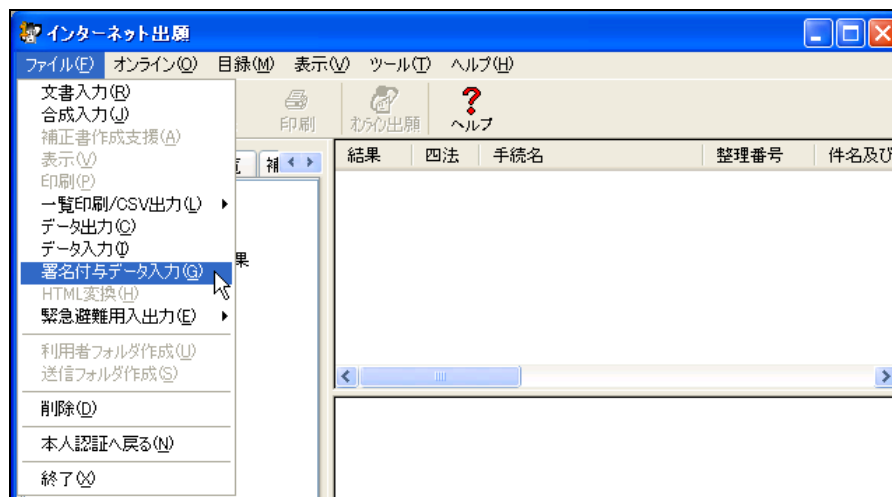 インターネット出願
ファイル(F) オンライン(O) 目録(M) 表示(V) ツール(T) ヘルプ(H)
文書入力(R)
合成入力(J)
補正書作成支援(A)
表示(V)
印刷(P)
一覧印刷/CSV出力(L)
データ出力(C)
データ入力(I)
署名付与データ入力(G)
HTML変換(H)
緊急避難用入出力(E)
利用者フォルダ作成(U)
送信フォルダ作成(S)
削除(D)
本人認証へ戻る(N)
終了(X)
印刷 オンライン出願 ヘルプ
覧 補
果
結果 四法 手続名 整理番号 件名及び